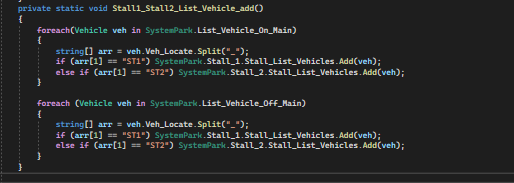 private static void Stall1_Stall2_List_Vehicle_add()
{
foreach(Vehicle veh in SystemPark.List_Vehicle_On_Main)
{
string[] arr = veh.Veh_Locate.Split("_");
if (arr[1] == "ST1") SystemPark.Stall_1.Stall_List_Vehicles.Add(veh);
else if (arr[1] == "ST2") SystemPark.Stall_2.Stall_List_Vehicles.Add(veh);
}
foreach (Vehicle veh in SystemPark.List_Vehicle_Off_Main)
{
string[] arr = veh.Veh_Locate.Split("_");
if (arr[1] == "ST1") SystemPark.Stall_1.Stall_List_Vehicles.Add(veh);
else if (arr[1] == "ST2") SystemPark.Stall_2.Stall_List_Vehicles.Add(veh);
}
}